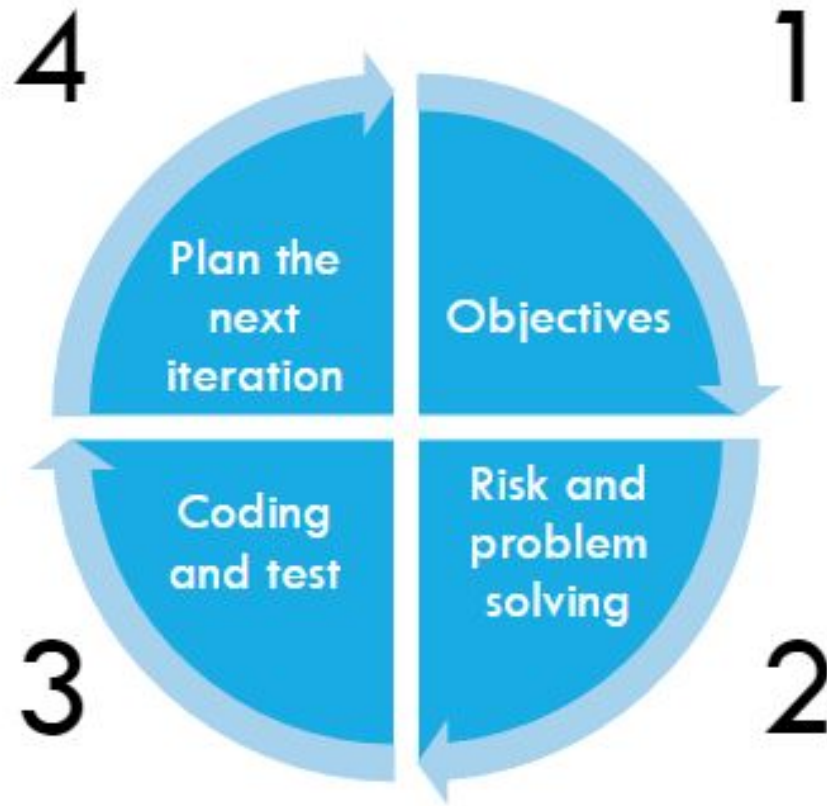 4
1
Plan the
next
iteration
Objectives
Coding
and test
Risk and
problem
solving
3
2